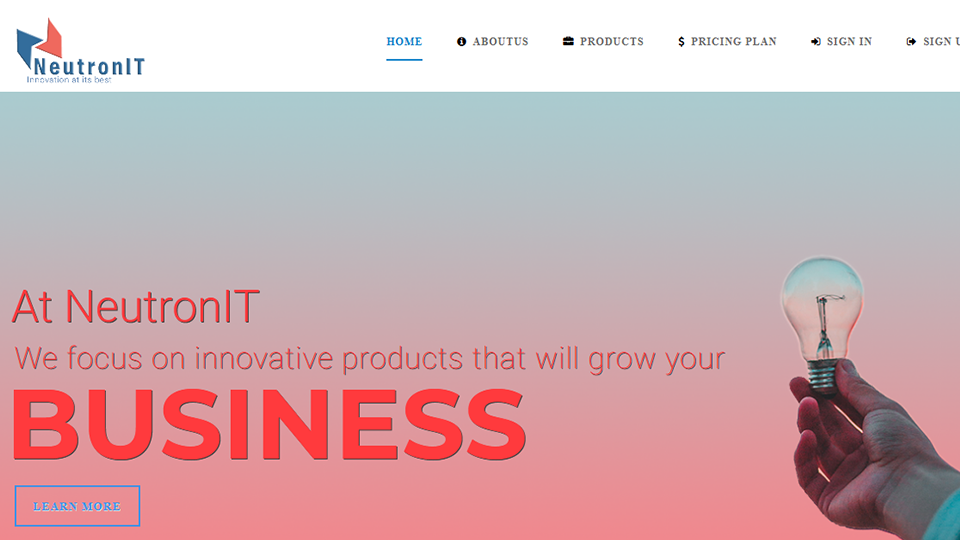 NeutronIT
Innovation at its best
HOME ABOUTUS PRODUCTS $ PRICING PLAN SIGN IN SIGN U
At NeutronIT
We focus on innovative products that will grow your
BUSINESS
LEARN MORE